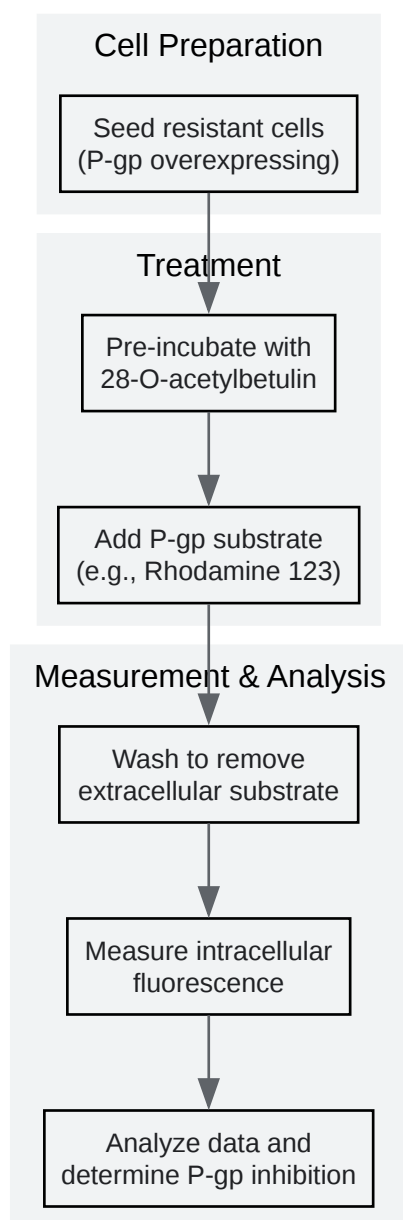 Cell Preparation
Seed resistant cells
(P-gp overexpressing)
Treatment
Pre-incubate with
28-O-acetylbetulin
Add P-gp substrate
(e.g., Rhodamine 123)
Measurement & Analysis
Wash to remove
extracellular substrate
Measure intracellular
fluorescence
Analyze data and
determine P-gp inhibition